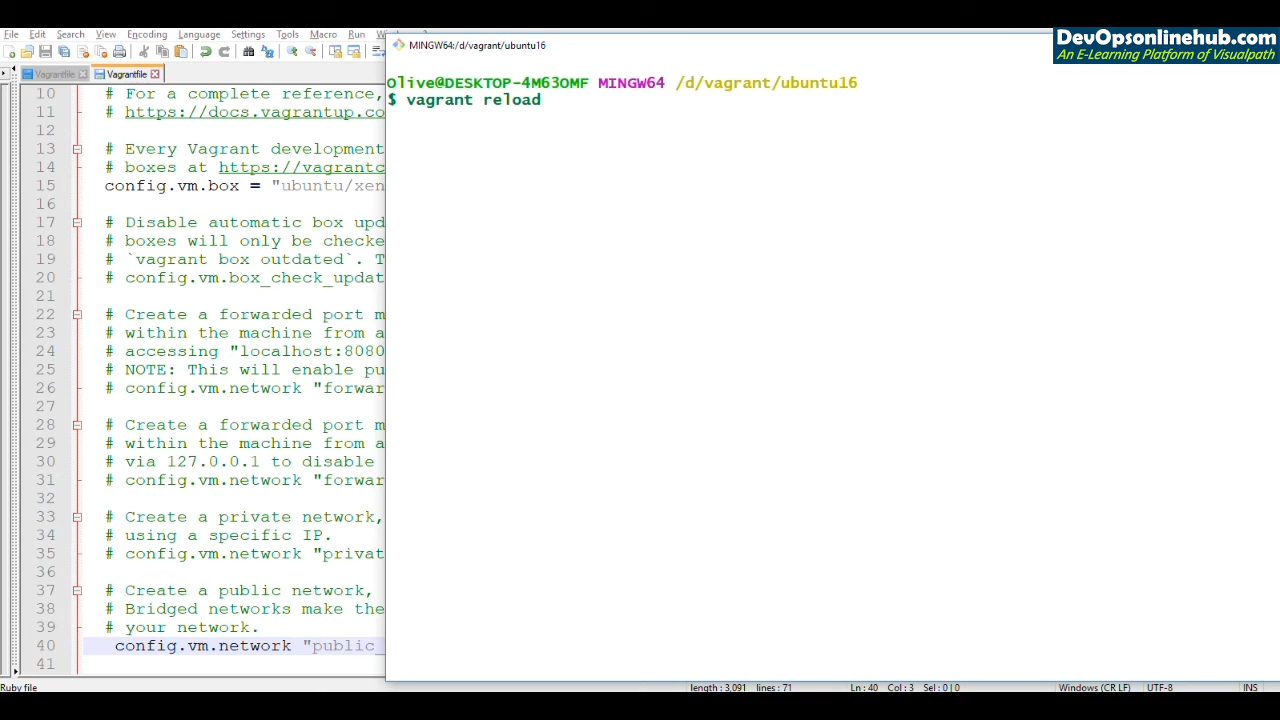 File Edit Search View Encoding Language Settings Tools Macro Run
MINGW64:/d/vagrant/ubuntu16
DevOpsonlinehub.com
An E-Learning Platform of Visualpath
Vagrantfile Vagrantfile
Olive@DESKTOP-4M63OMF MINGW64 /d/vagrant/ubuntu16
$ vagrant reload
10 # For a complete reference,
11 # https://docs.vagrantup.co
12
13 # Every Vagrant development
14 # boxes at https://vagrantc
15 config.vm.box = "ubuntu/xen
16
17 # Disable automatic box upd
18 # boxes will only be checke
19 # `vagrant box outdated`. T
20 # config.vm.box_check_updat
21
22 # Create a forwarded port m
23 # within the machine from a
24 # accessing "localhost:8080
25 # NOTE: This will enable pu
26 # config.vm.network "forwar
27
28 # Create a forwarded port m
29 # within the machine from a
30 # via 127.0.0.1 to disable
31 # config.vm.network "forwar
32
33 # Create a private network,
34 # using a specific IP.
35 # config.vm.network "privat
36
37 # Create a public network,
38 # Bridged networks make the
39 # your network.
40 config.vm.network "public_
41
Ruby file length : 3,091 lines : 71 Ln : 40 Col : 3 Sel : 0 | 0 Windows (CR LF) UTF-8 INS